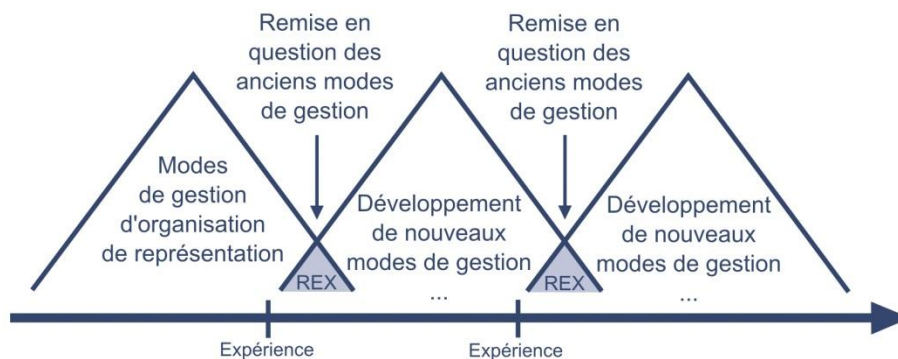 Remise en
question des
anciens modes
de gestion
Remise en
question des
anciens modes
de gestion
Modes
de gestion
d'organisation
de représentation
Développement
de nouveaux
modes de gestion
...
Développement
de nouveaux
modes de gestion
...
REX
REX
Expérience
Expérience